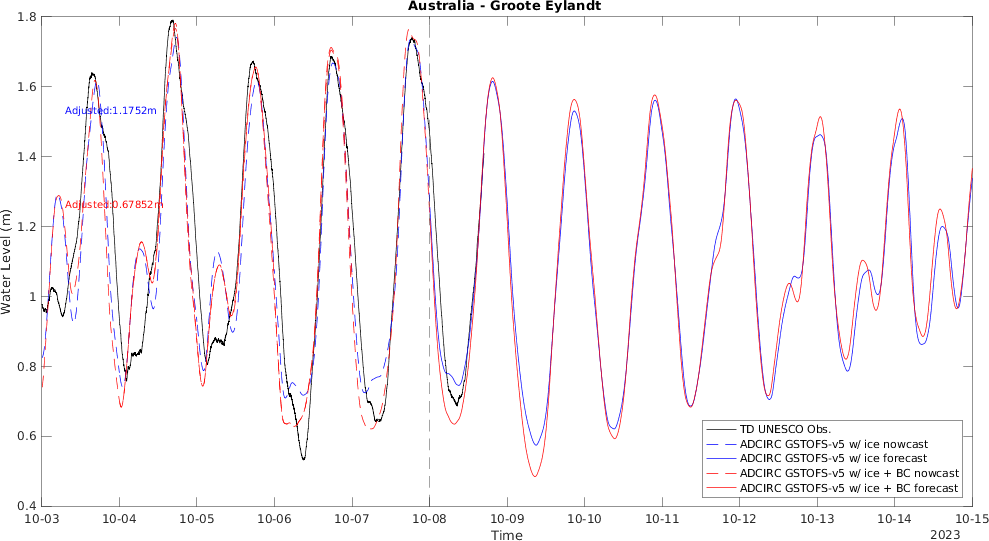 Australia - Groote Eylandt
Water Level (m)
1.8
1.6
1.4
1.2
1
0.8
0.6
0.4
Adjusted:1.1752m
Adjusted:0.67852m
TD UNESCO Obs.
ADCIRC GSTOFS-v5 w/ ice nowcast
ADCIRC GSTOFS-v5 w/ ice forecast
ADCIRC GSTOFS-v5 w/ ice + BC nowcast
ADCIRC GSTOFS-v5 w/ ice + BC forecast
10-03 10-04 10-05 10-06 10-07 10-08 10-09 10-10 10-11 10-12 10-13 10-14 10-15
Time
2023